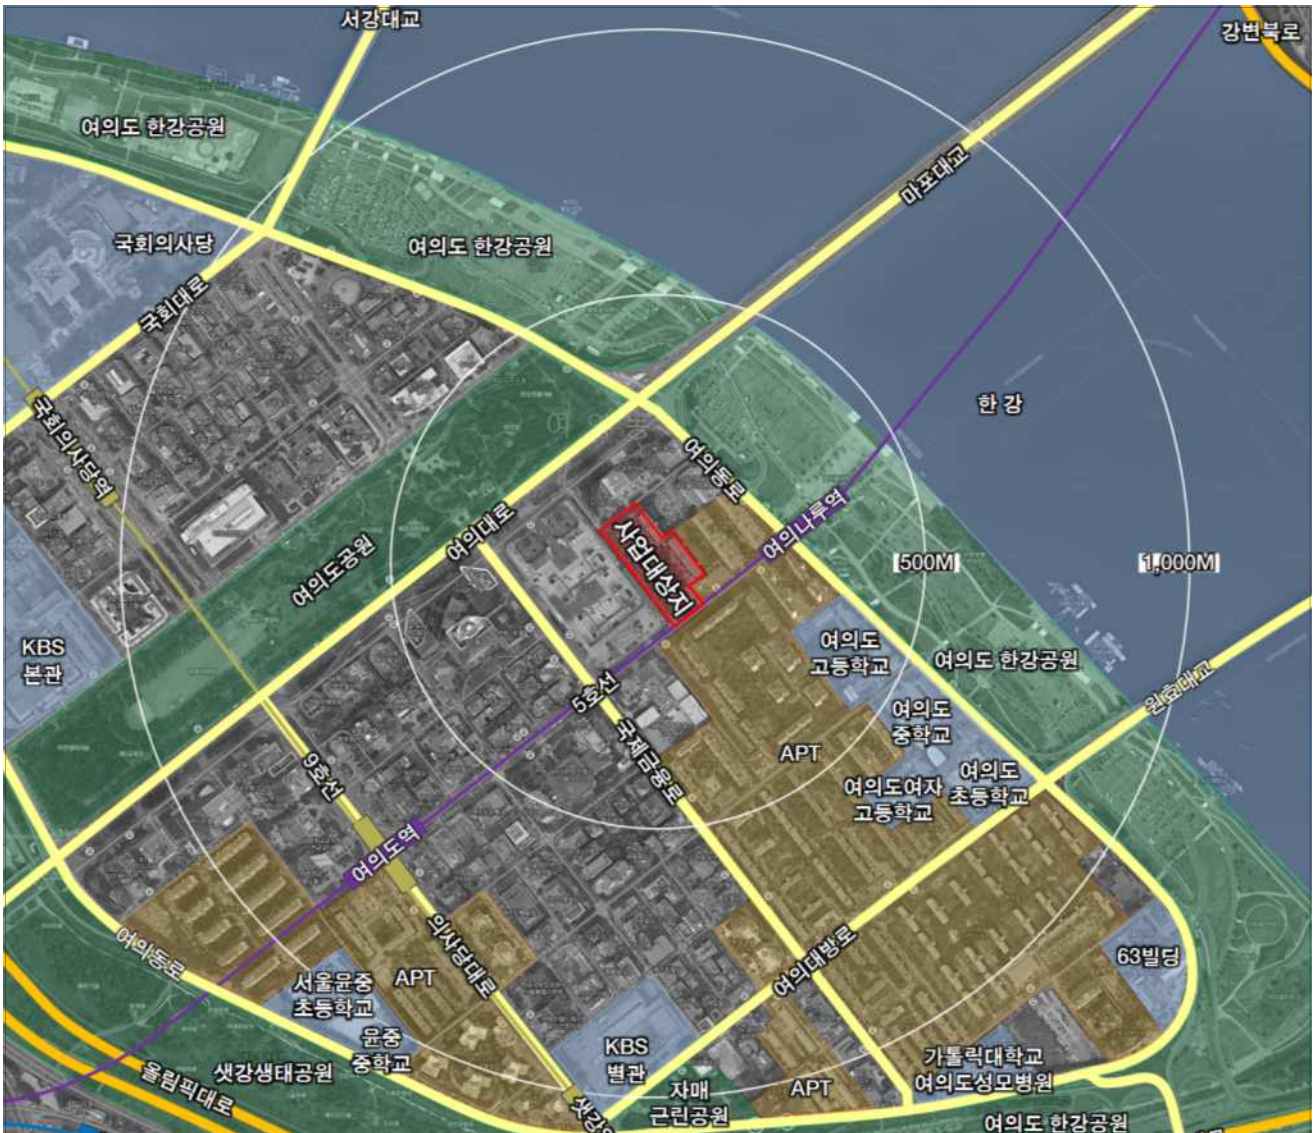 서강대교
강변북로
여의도 한강공원
마포대교
국회의사당
여의도 한강공원
국회대로
한 강
국회의사당역
여의동로
여의대로
여의나루역
사업대상지
500M
1,000M
여의도공원
KBS
본관
여의도
고등학교
여의도 한강공원
원효대교
5호선
여의도
중학교
국제금융로
APT
9호선
여의도여자
고등학교
여의도
초등학교
여의도역
여의동로
의사당대로
여의대방로
63빌딩
서울윤중
초등학교
APT
윤중
중학교
KBS
별관
가톨릭대학교
여의도성모병원
샛강생태공원
올림픽대로
자매
근린공원
APT
여의도 한강공원